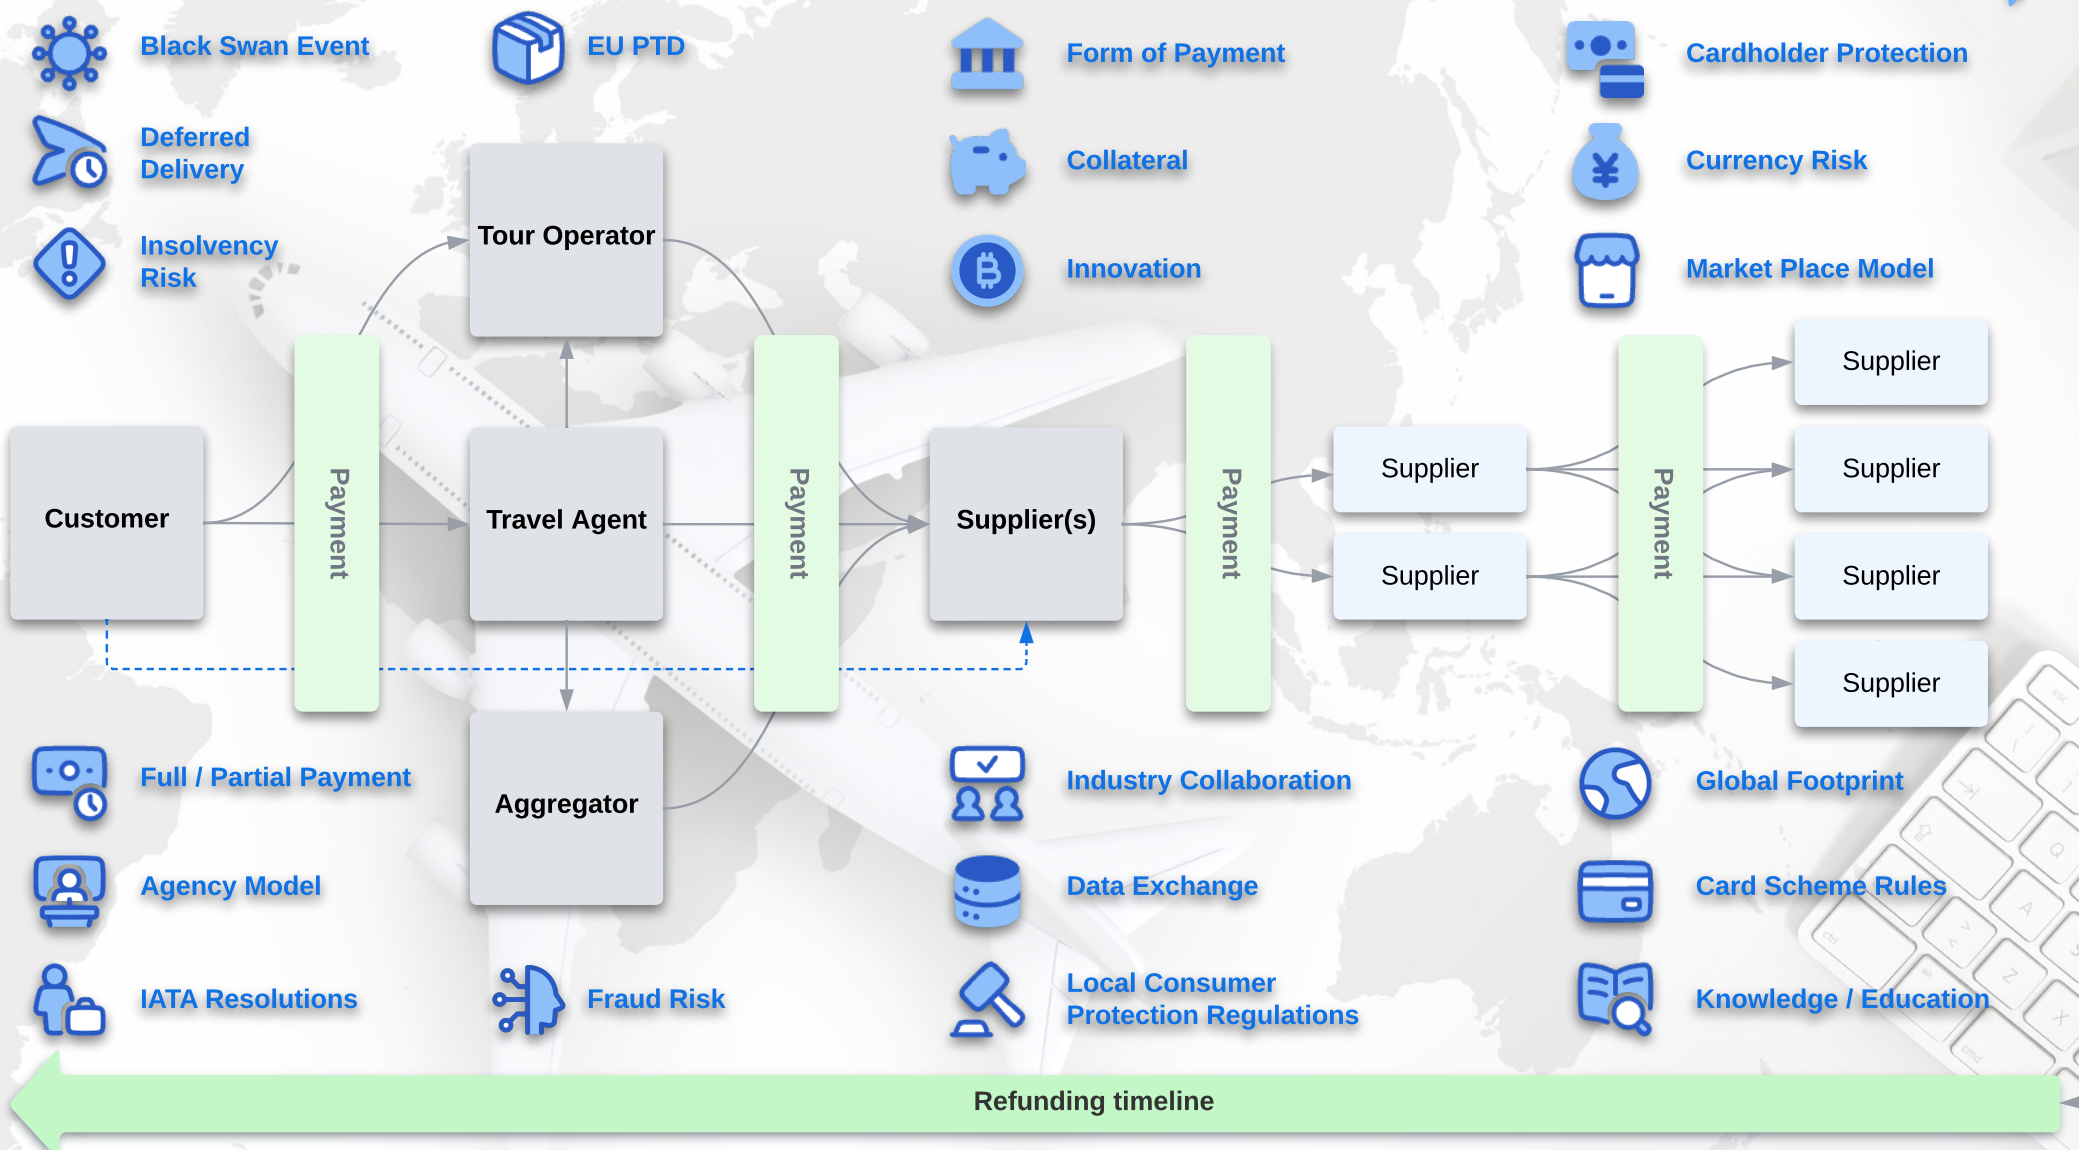 Black Swan Event
EU PTD
Form of Payment
Cardholder Protection
Deferred
Delivery
Collateral
Currency Risk
Insolvency
Risk
Innovation
Market Place Model
Tour Operator
Customer
Payment
Travel Agent
Payment
Supplier(s)
Payment
Supplier
Supplier
Payment
Supplier
Supplier
Supplier
Supplier
Aggregator
Full / Partial Payment
Industry Collaboration
Global Footprint
Agency Model
Data Exchange
Card Scheme Rules
IATA Resolutions
Fraud Risk
Local Consumer
Protection Regulations
Knowledge / Education
Refunding timeline
esc
Q
A
Z
X
ctrl
cmd